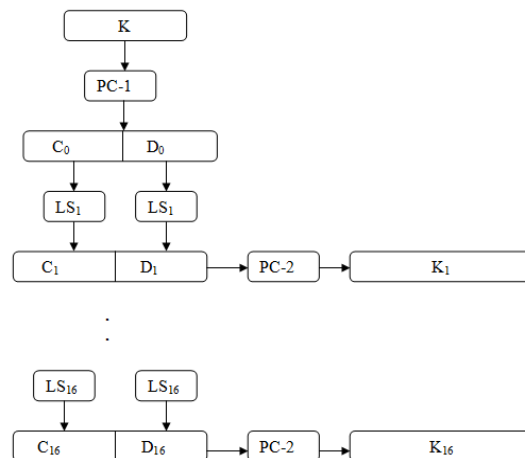 K
PC-1
C₀ D₀
LS₁ LS₁
C₁ D₁ PC-2 K₁
.
.
LS₁₆ LS₁₆
C₁₆ D₁₆ PC-2 K₁₆